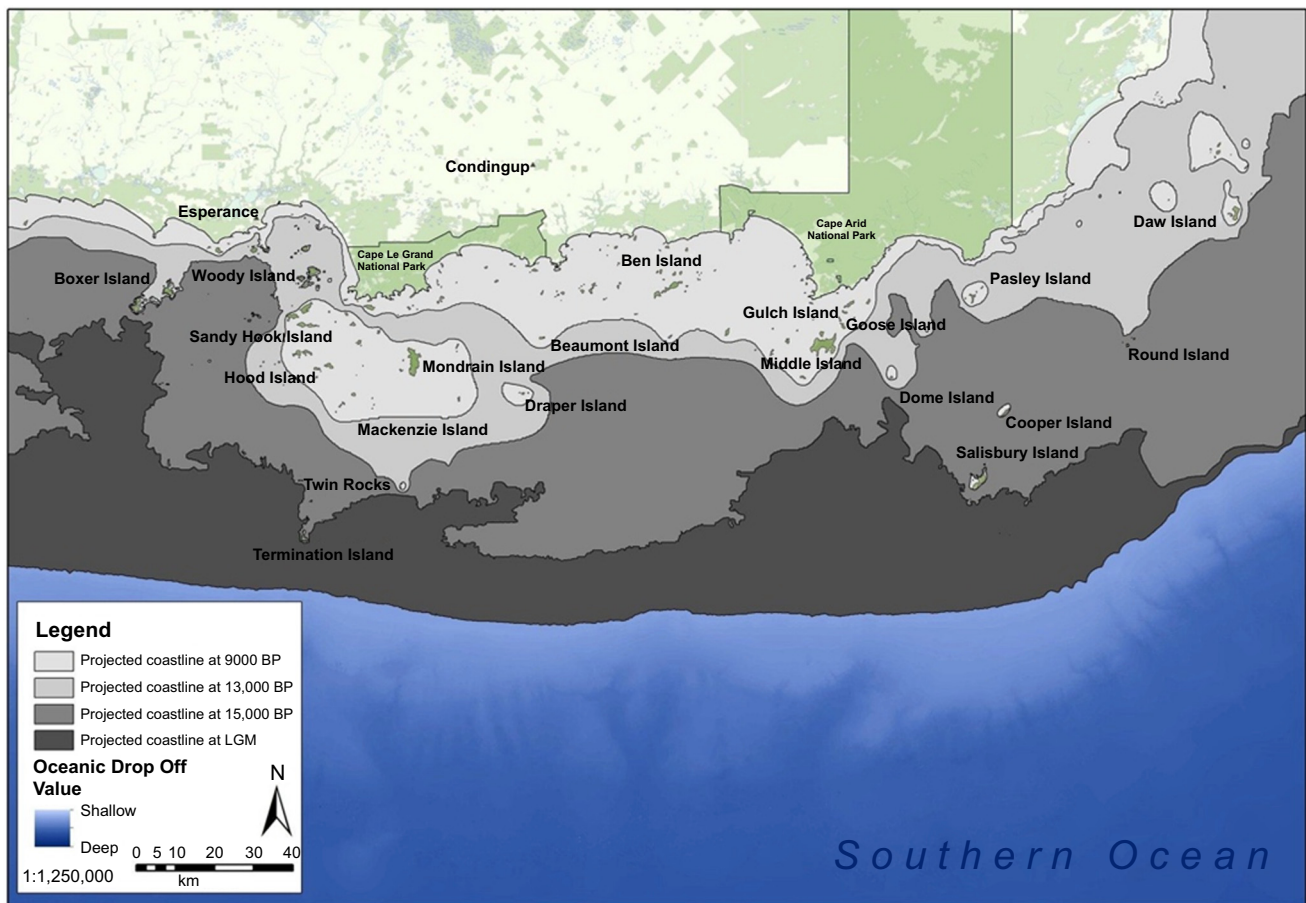 Condingup
Esperance
Cape Arid
National Park
Daw Island
Cape Le Grand
National Park
Ben Island
Boxer Island
Woody Island
Pasley Island
Gulch Island
Goose Island
Sandy Hook Island
Beaumont Island
Round Island
Middle Island
Mondrain Island
Hood Island
Dome Island
Draper Island
Cooper Island
Mackenzie Island
Salisbury Island
Twin Rocks
Termination Island
Legend
Projected coastline at 9000 BP
Projected coastline at 13,000 BP
Projected coastline at 15,000 BP
Projected coastline at LGM
Oceanic Drop Off
Value
N
Shallow
Deep
0 5 10 20 30 40
1:1,250,000
km
Southern Ocean